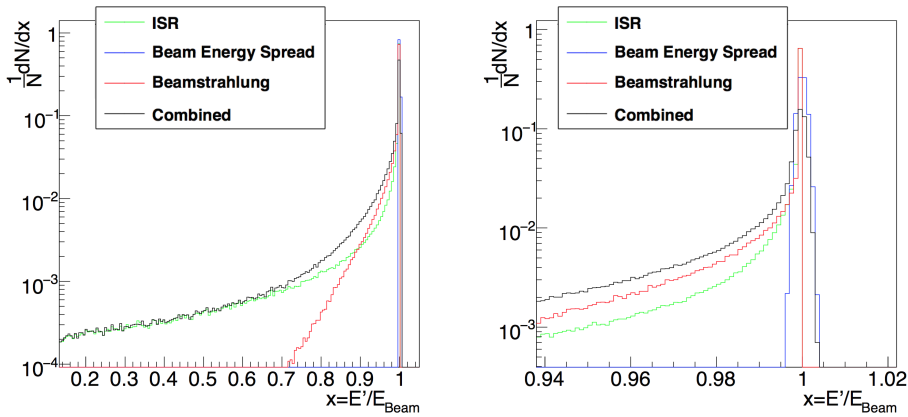 ISR
Beam Energy Spread
Beamstrahlung
Combined
1/N dN/dx
1
10⁻¹
10⁻²
10⁻³
10⁻⁴
0.2 0.3 0.4 0.5 0.6 0.7 0.8 0.9 1
x=E'/E_Beam
ISR
Beam Energy Spread
Beamstrahlung
Combined
1/N dN/dx
1
10⁻¹
10⁻²
10⁻³
0.94 0.96 0.98 1 1.02
x=E'/E_Beam